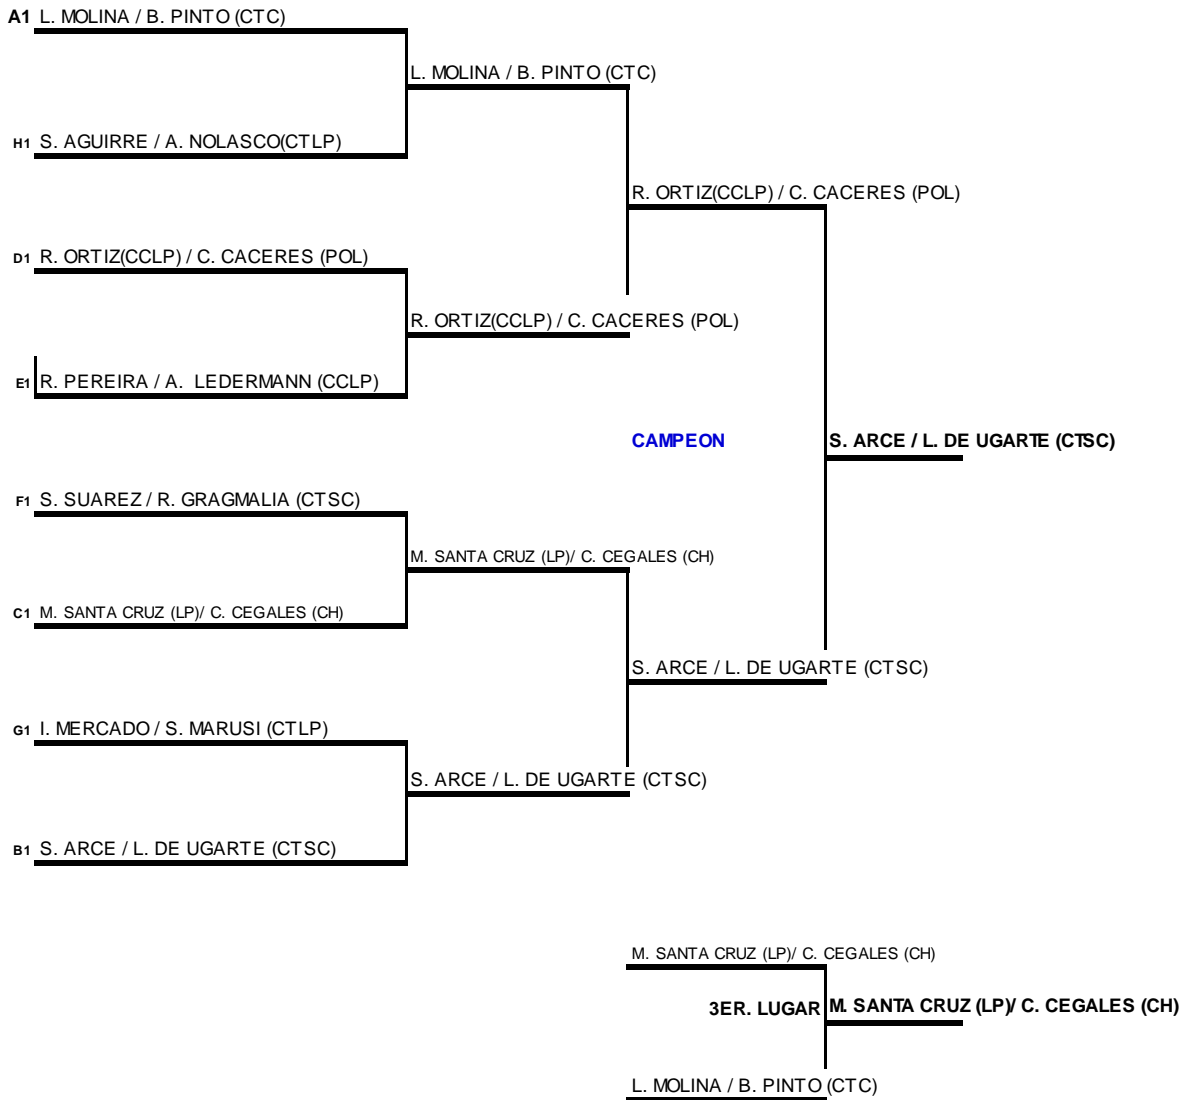 A1 L. MOLINA / B. PINTO (CTC)
L. MOLINA / B. PINTO (CTC)
H1 S. AGUIRRE / A. NOLASCO(CTLP)
R. ORTIZ(CCLP) / C. CACERES (POL)
D1 R. ORTIZ(CCLP) / C. CACERES (POL)
R. ORTIZ(CCLP) / C. CACERES (POL)
E1 R. PEREIRA / A. LEDERMANN (CCLP)
CAMPEON S. ARCE / L. DE UGARTE (CTSC)
F1 S. SUAREZ / R. GRAGMALIA (CTSC)
M. SANTA CRUZ (LP)/ C. CEGALES (CH)
C1 M. SANTA CRUZ (LP)/ C. CEGALES (CH)
S. ARCE / L. DE UGARTE (CTSC)
G1 I. MERCADO / S. MARUSI (CTLP)
S. ARCE / L. DE UGARTE (CTSC)
B1 S. ARCE / L. DE UGARTE (CTSC)
M. SANTA CRUZ (LP)/ C. CEGALES (CH)
3ER. LUGAR M. SANTA CRUZ (LP)/ C. CEGALES (CH)
L. MOLINA / B. PINTO (CTC)